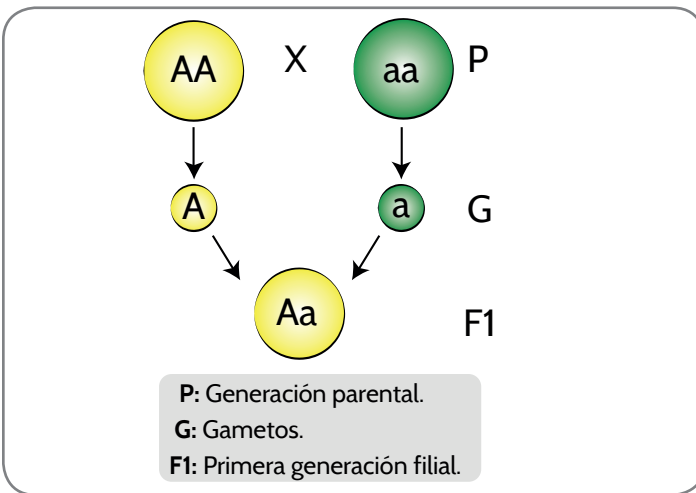 AA X aa P
A a G
Aa F1
P: Generación parental.
G: Gametos.
F1: Primera generación filial.